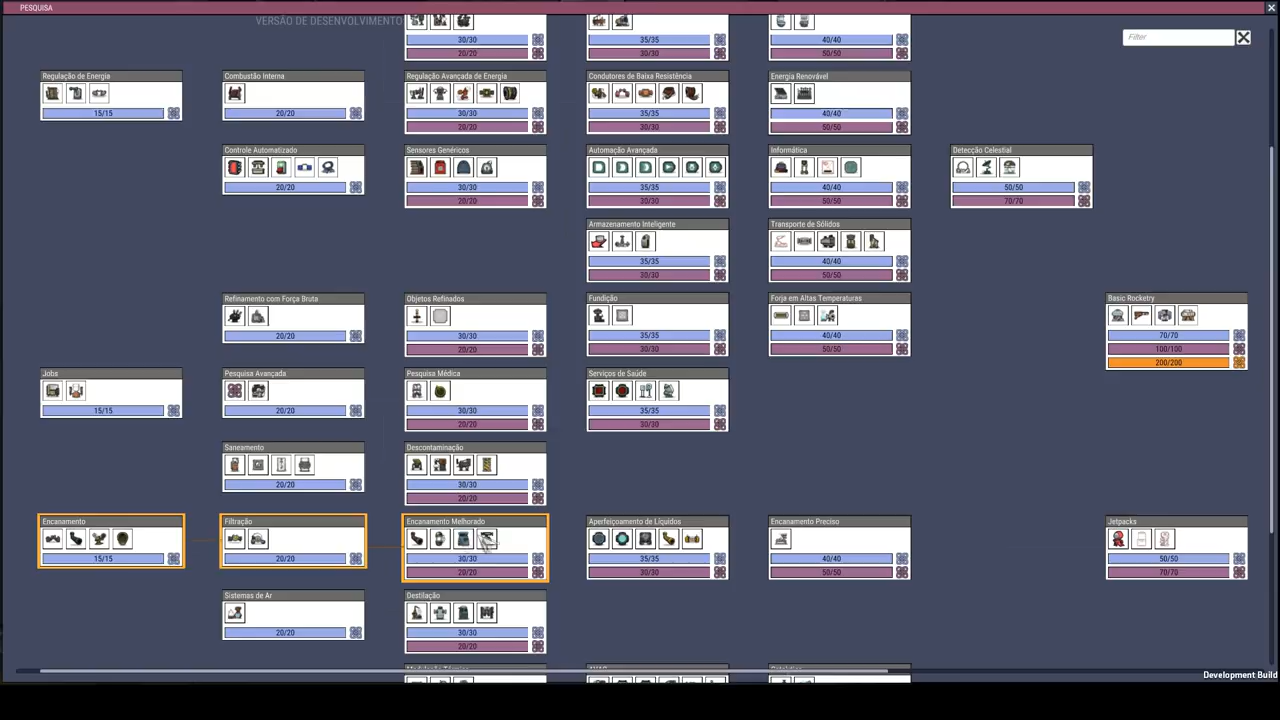 PESQUISA
VERSÃO DE DESENVOLVIMENTO
Filter
30/30 35/35 40/40
20/20 30/30 50/50
Regulação de Energia Combustão Interna Regulação Avançada de Energia Condutores de Baixa Resistência Energia Renovável
15/15 20/20 30/30 35/35 40/40
20/20 30/30 50/50
Controle Automatizado Sensores Genéricos Automação Avançada Informática Detecção Celestial
20/20 30/30 35/35 40/40 50/50
20/20 30/30 50/50 70/70
Armazenamento Inteligente Transporte de Sólidos
35/35 40/40
30/30 50/50
Refinamento com Força Bruta Objetos Refinados Fundição Forja em Altas Temperaturas Basic Rocketry
20/20 30/30 35/35 40/40 70/70
20/20 30/30 50/50 100/100
200/200
Jobs Pesquisa Avançada Pesquisa Médica Serviços de Saúde
15/15 20/20 30/30 35/35
20/20 30/30
Saneamento Descontaminação
20/20 30/30
20/20
Encanamento Filtração Encanamento Melhorado Aperfeiçoamento de Líquidos Encanamento Preciso Jetpacks
15/15 20/20 30/30 35/35 40/40 50/50
20/20 30/30 50/50 70/70
Sistemas de Ar Destilação
20/20 30/30
20/20
Development Build